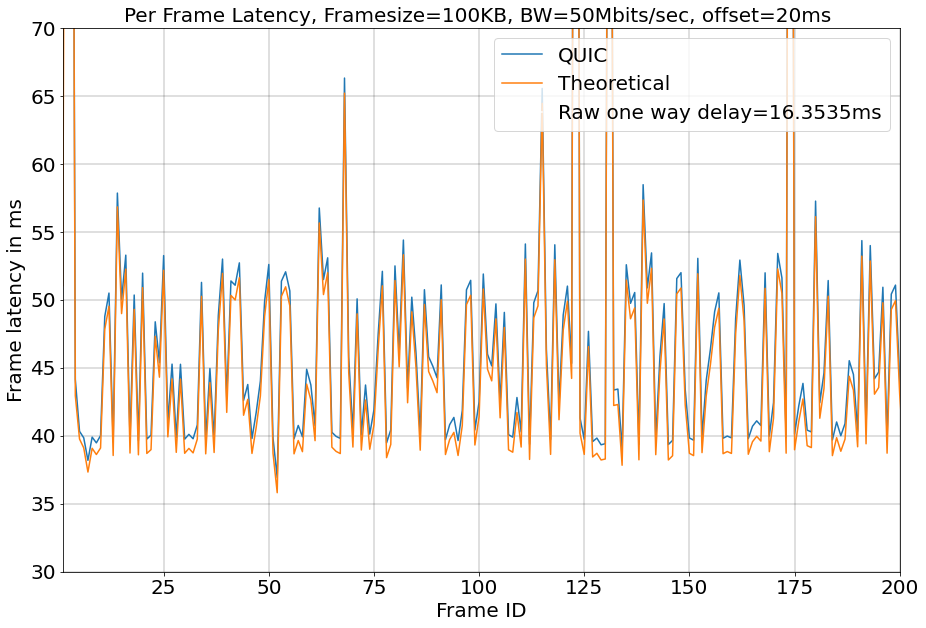 Per Frame Latency, Framesize=100KB, BW=50Mbits/sec, offset=20ms
QUIC
Theoretical
Raw one way delay=16.3535ms
Frame latency in ms
70
65
60
55
50
45
40
35
30
25 50 75 100 125 150 175 200
Frame ID